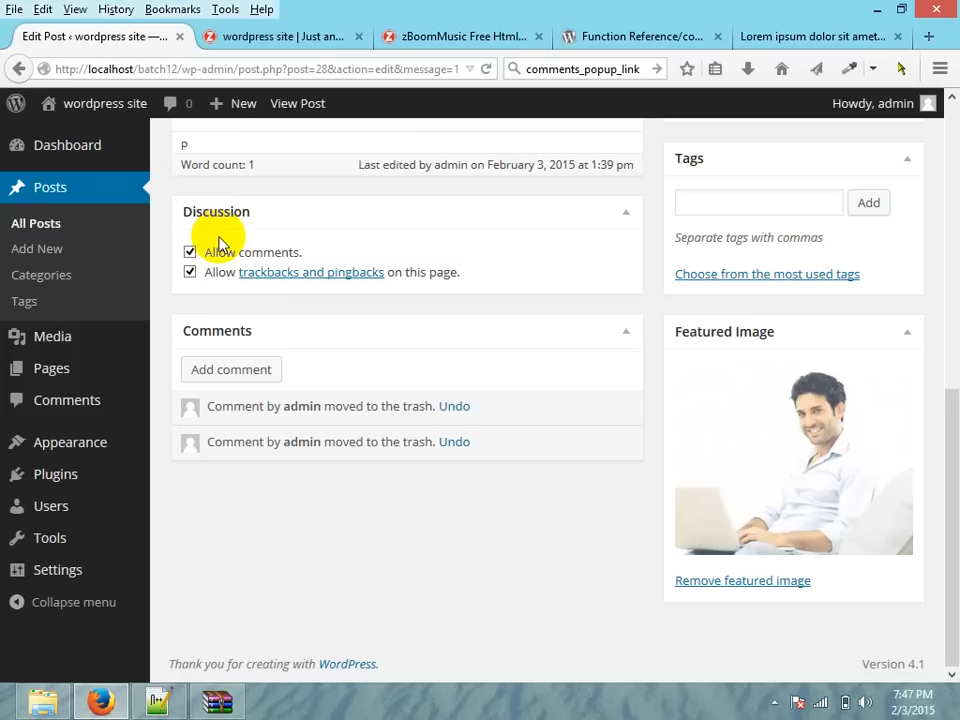 File Edit View History Bookmarks Tools Help
Edit Post ‹ wordpress site —... wordpress site | Just an... zBoomMusic Free Html... Function Reference/co... Lorem ipsum dolor sit amet...
http://localhost/batch12/wp-admin/post.php?post=28&action=edit&message=1 comments_popup_link
wordpress site 0 New View Post Howdy, admin
Dashboard
Posts
All Posts
Add New
Categories
Tags
Media
Pages
Comments
Appearance
Plugins
Users
Tools
Settings
Collapse menu
P
Word count: 1 Last edited by admin on February 3, 2015 at 1:39 pm
Discussion
Allow comments.
Allow trackbacks and pingbacks on this page.
Comments
Add comment
Comment by admin moved to the trash. Undo
Comment by admin moved to the trash. Undo
Tags
Add
Separate tags with commas
Choose from the most used tags
Featured Image
Remove featured image
Thank you for creating with WordPress. Version 4.1
7:47 PM
2/3/2015